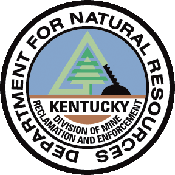 DEPARTMENT FOR NATURAL RESOURCES
KENTUCKY
DIVISION OF MINE
RECLAMATION AND ENFORCEMENT